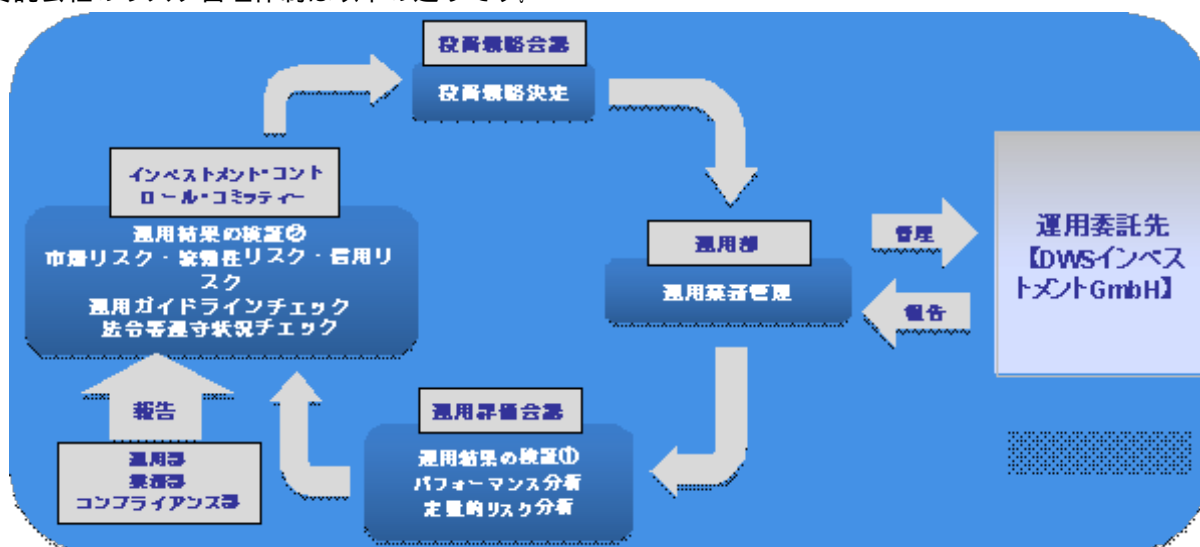 投資戦略会議
投資戦略決定
インベストメント・コント
ロール・コミッティー
運用結果の検証②
市場リスク・流動性リスク・信用リ
スク
運用ガイドラインチェック
法令等遵守状況チェック
運用部
運用業者管理
管理
報告
運用委託先
【DWSインベス
トメントGmbH】
報告
運用部
業務部
コンプライアンス部
運用評価会議
運用結果の検証①
パフォーマンス分析
定量的リスク分析